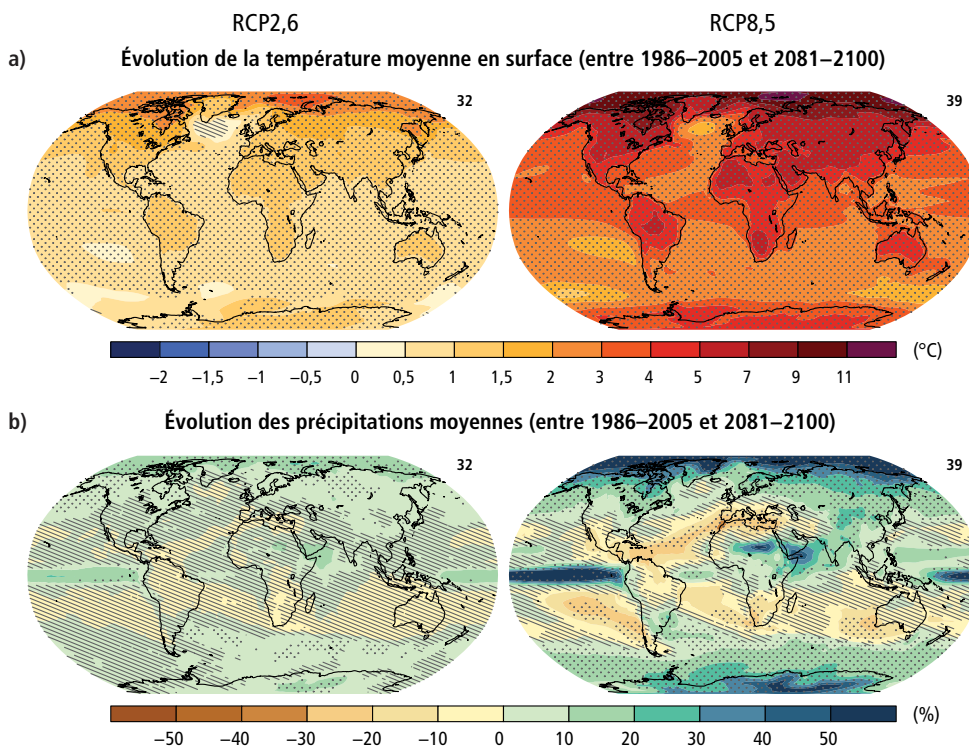 RCP2,6 RCP8,5
a) Évolution de la température moyenne en surface (entre 1986–2005 et 2081–2100)
32 39
−2 −1,5 −1 −0,5 0 0,5 1 1,5 2 3 4 5 7 9 11 (°C)
b) Évolution des précipitations moyennes (entre 1986–2005 et 2081–2100)
32 39
−50 −40 −30 −20 −10 0 10 20 30 40 50 (%)